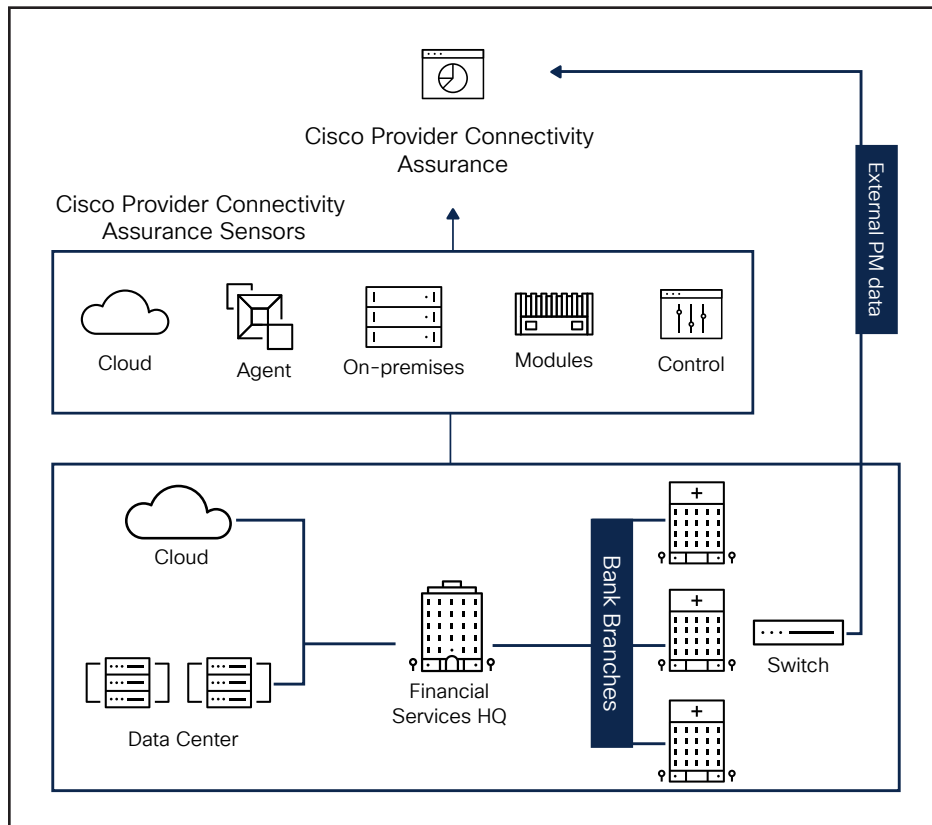 Cisco Provider Connectivity
Assurance
External PM data
Cisco Provider Connectivity
Assurance Sensors
Cloud
Agent
On-premises
Modules
Control
Cloud
Data Center
Financial
Services HQ
Bank Branches
Switch